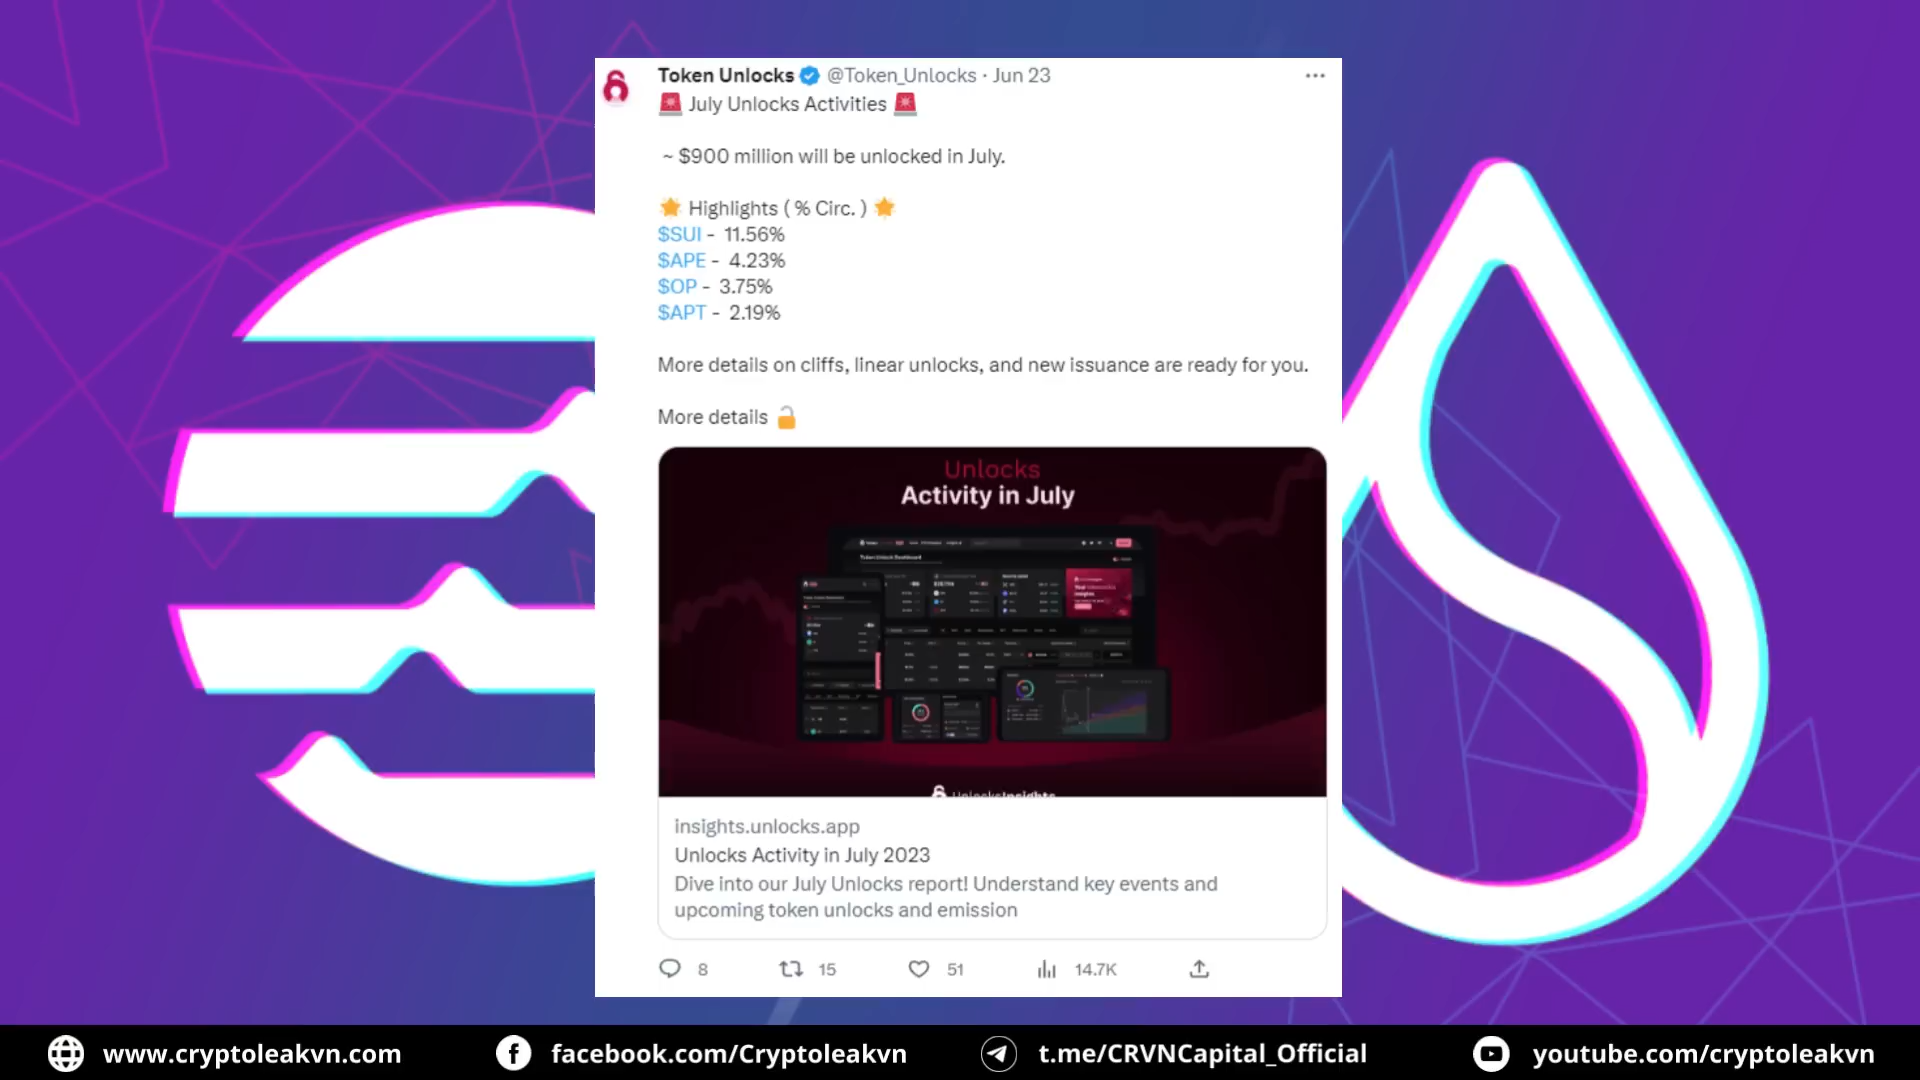 Token Unlocks @Token_Unlocks · Jun 23
July Unlocks Activities
~ $900 million will be unlocked in July.
Highlights ( % Circ. )
$SUI - 11.56%
$APE - 4.23%
$OP - 3.75%
$APT - 2.19%
More details on cliffs, linear unlocks, and new issuance are ready for you.
More details
Unlocks
Activity in July
UnlocksInsights
insights.unlocks.app
Unlocks Activity in July 2023
Dive into our July Unlocks report! Understand key events and
upcoming token unlocks and emission
8 15 51 14.7K
www.cryptoleakvn.com facebook.com/Cryptoleakvn t.me/CRVNCapital_Official youtube.com/cryptoleakvn